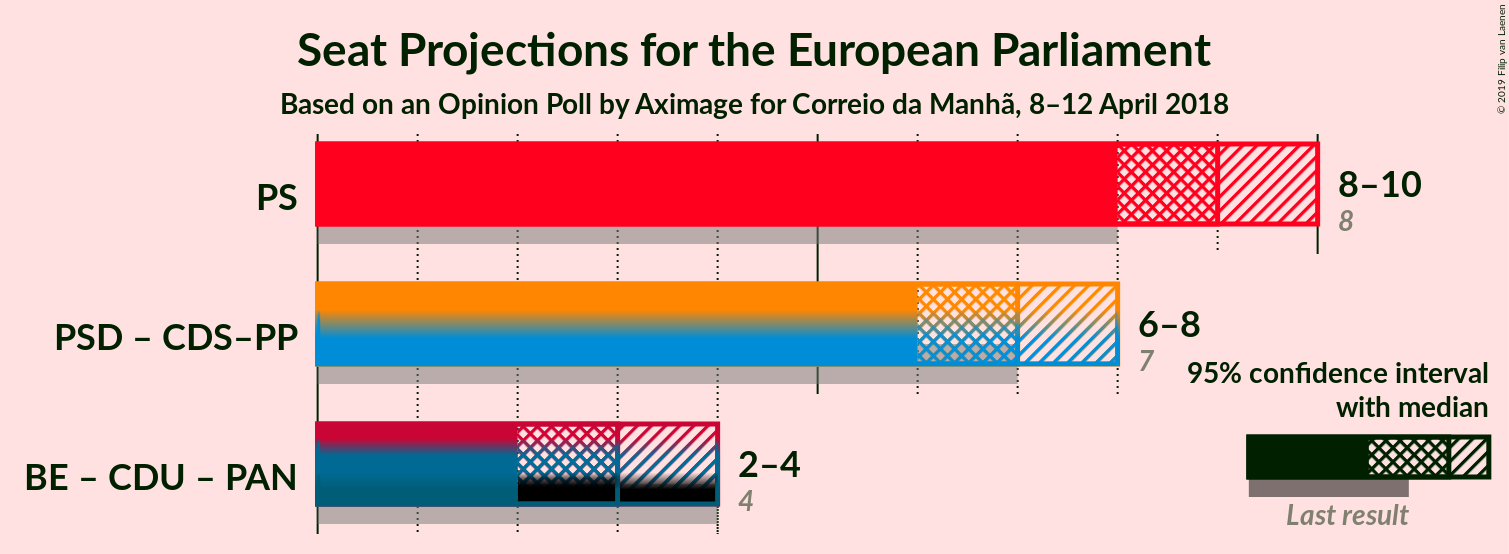 Seat Projections for the European Parliament
Based on an Opinion Poll by Aximage for Correio da Manhã, 8–12 April 2018
© 2019 Filip van Laenen
PS
8–10
8
PSD – CDS–PP
6–8
7
95% confidence interval
with median
BE – CDU – PAN
2–4
4
Last result